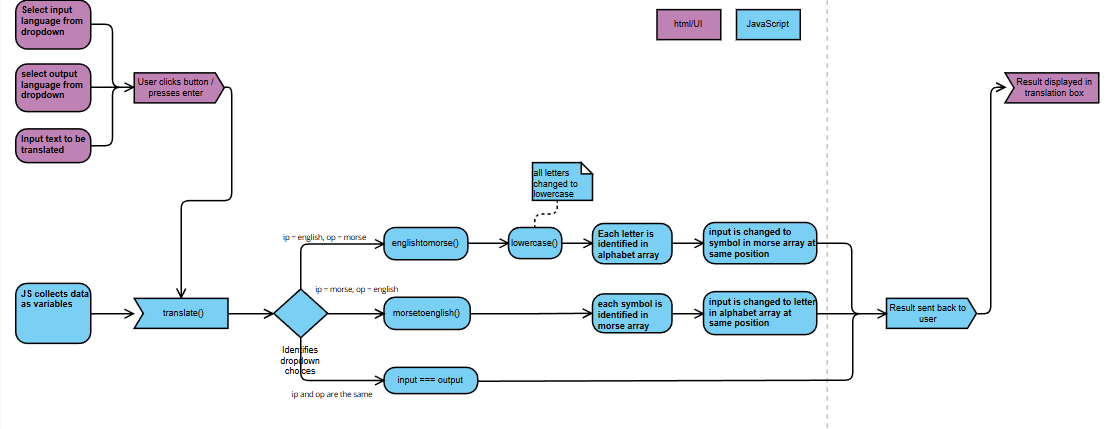 Select input
language from
dropdown
html/UI
JavaScript
select output
language from
dropdown
User clicks button /
presses enter
Result displayed in
translation box
Input text to be
translated
all letters
changed to
lowercase
ip = english, op = morse
englishtomorse()
lowercase()
Each letter is
identified in
alphabet array
input is changed to
symbol in morse array at
same position
JS collects data
as variables
translate()
ip = morse, op = english
morsetoenglish()
each symbol is
identified in
morse array
input is changed to letter
in alphabet array at
same position
Result sent back to
user
Identifies
dropdown
choices
input === output
ip and op are the same